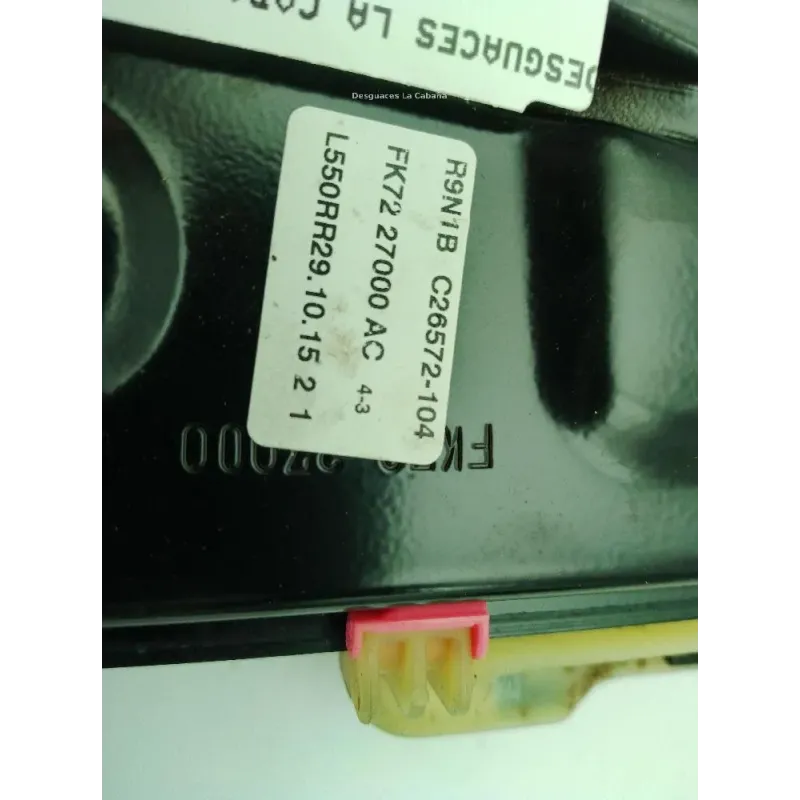 DESGUACES LA
Desguaces La Cabaña
R9N1B C26572-104
FK72 27000 AC 4-3
L550RR29.10.15 2 1
FK72 27000